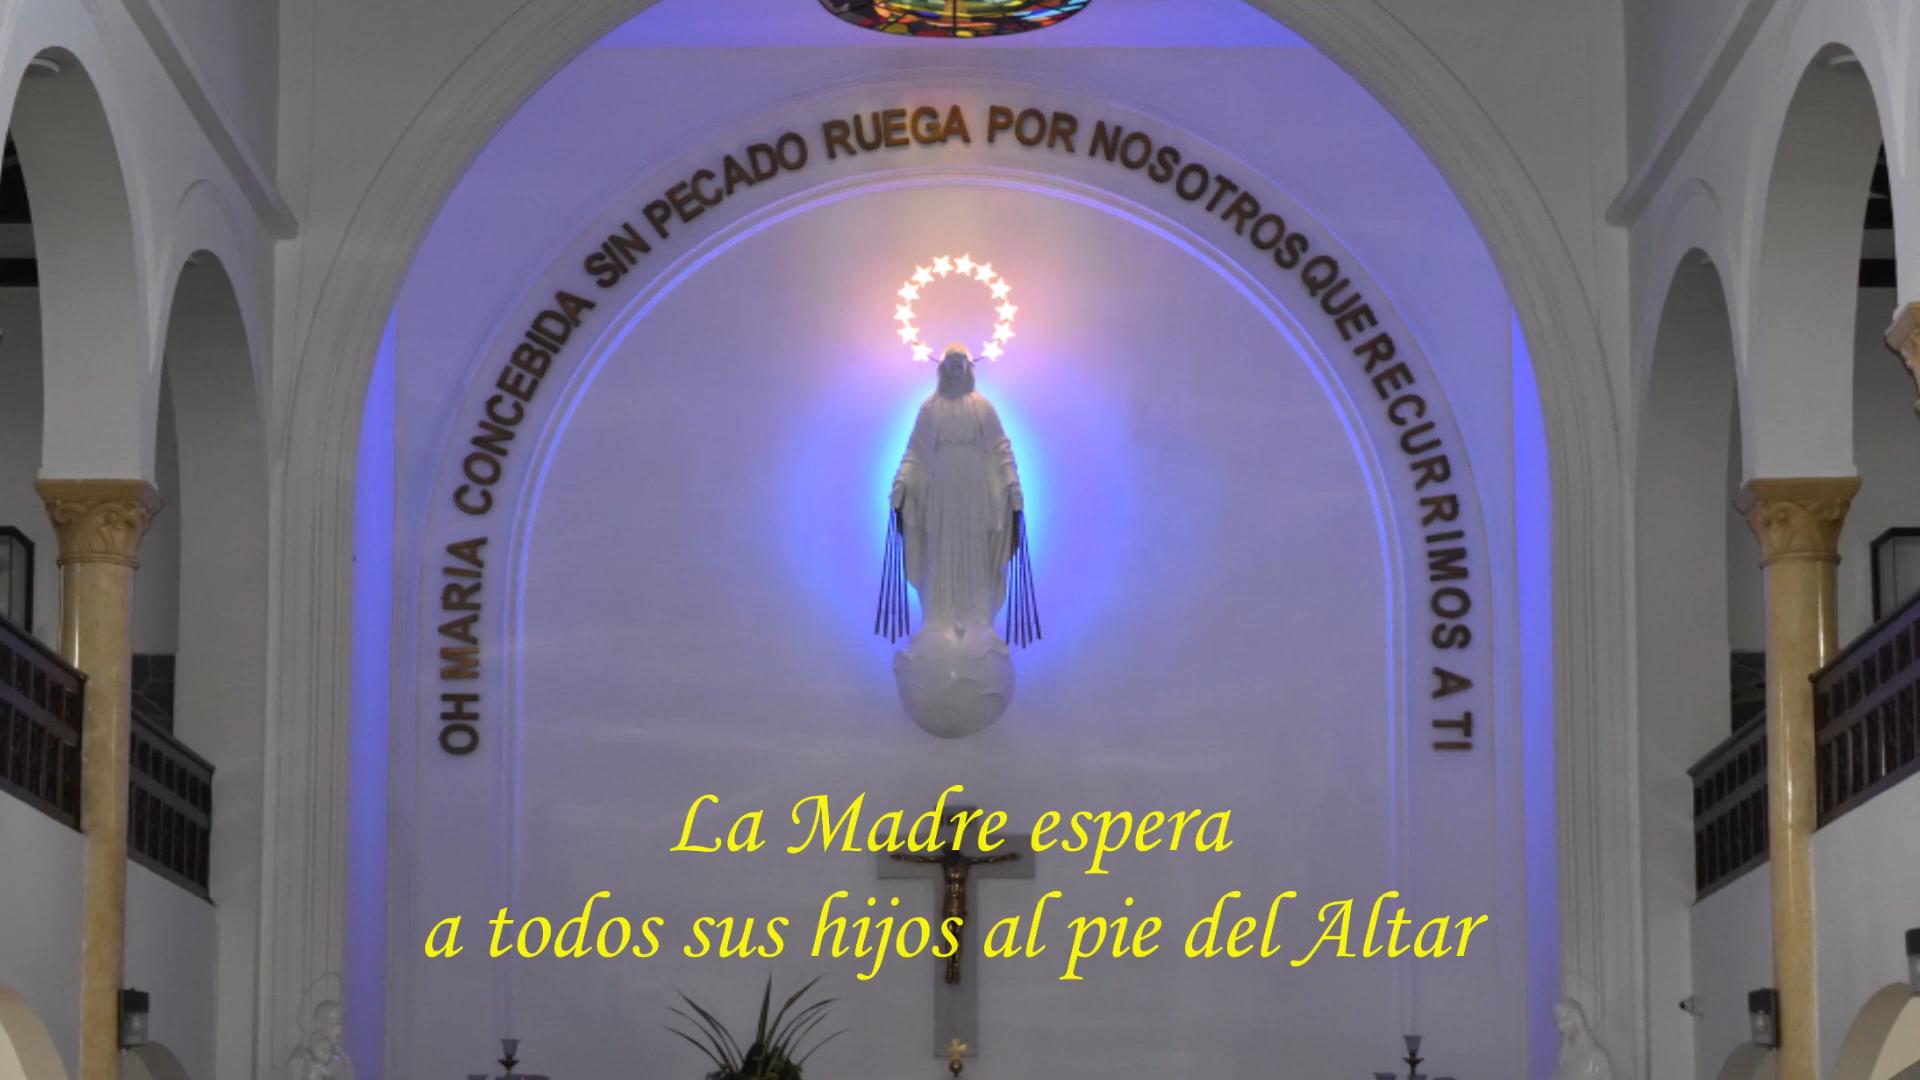 OH MARIA CONCEBIDA SIN PECADO RUEGA POR NOSOTROS QUE RECURRIMOS A TI
La Madre espera
a todos sus hijos al pie del Altar